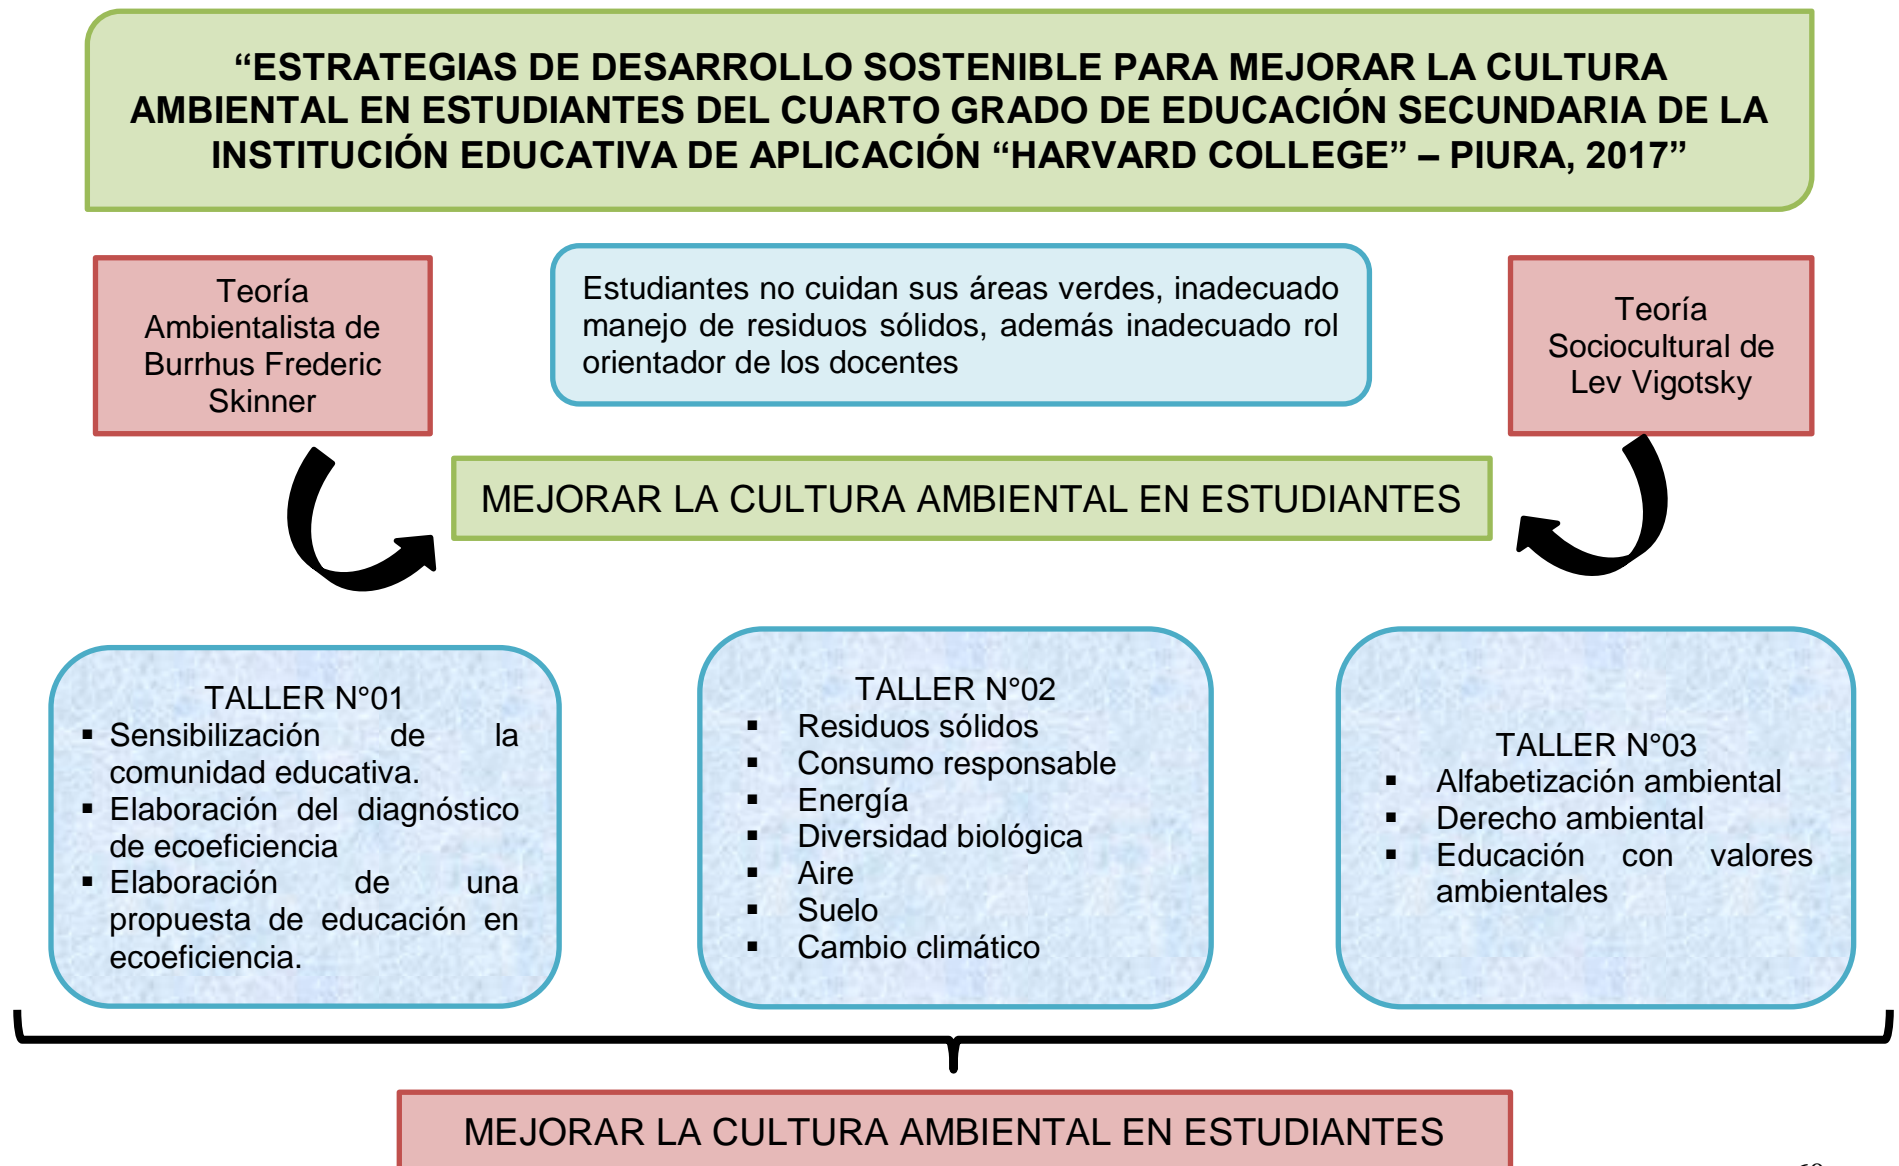 “ESTRATEGIAS DE DESARROLLO SOSTENIBLE PARA MEJORAR LA CULTURA
AMBIENTAL EN ESTUDIANTES DEL CUARTO GRADO DE EDUCACIÓN SECUNDARIA DE LA
INSTITUCIÓN EDUCATIVA DE APLICACIÓN “HARVARD COLLEGE” – PIURA, 2017”
Teoría
Ambientalista de
Burrhus Frederic
Skinner
Estudiantes no cuidan sus áreas verdes, inadecuado
manejo de residuos sólidos, además inadecuado rol
orientador de los docentes
Teoría
Sociocultural de
Lev Vigotsky
MEJORAR LA CULTURA AMBIENTAL EN ESTUDIANTES
TALLER N°01
▪ Sensibilización de la
comunidad educativa.
▪ Elaboración del diagnóstico
de ecoeficiencia
▪ Elaboración de una
propuesta de educación en
ecoeficiencia.
TALLER N°02
▪ Residuos sólidos
▪ Consumo responsable
▪ Energía
▪ Diversidad biológica
▪ Aire
▪ Suelo
▪ Cambio climático
TALLER N°03
▪ Alfabetización ambiental
▪ Derecho ambiental
▪ Educación con valores
ambientales
MEJORAR LA CULTURA AMBIENTAL EN ESTUDIANTES